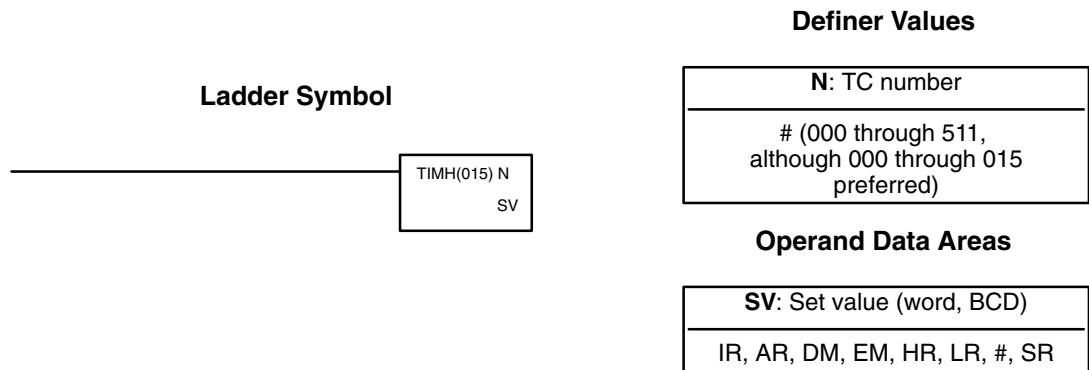 Ladder Symbol
TIMH(015) N
SV
Definer Values
N: TC number
# (000 through 511,
although 000 through 015
preferred)
Operand Data Areas
SV: Set value (word, BCD)
IR, AR, DM, EM, HR, LR, #, SR